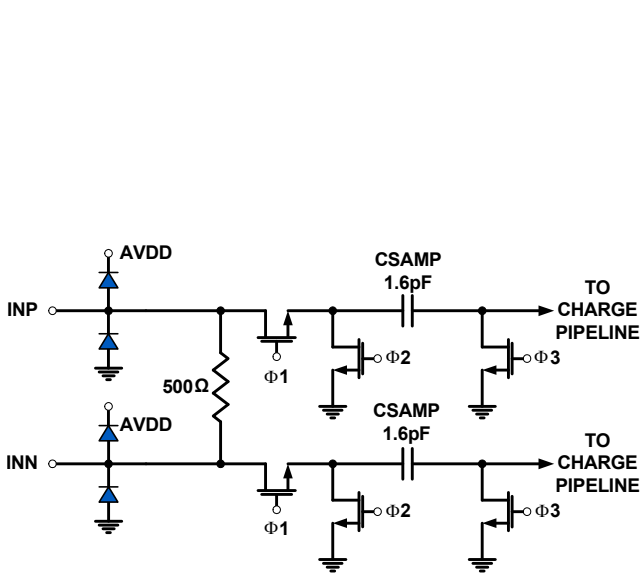 AVDD
CSAMP
1.6pF
INP
TO
CHARGE
PIPELINE
Φ2
Φ3
Φ1
500Ω
CSAMP
1.6pF
AVDD
INN
TO
CHARGE
PIPELINE
Φ2
Φ3
Φ1